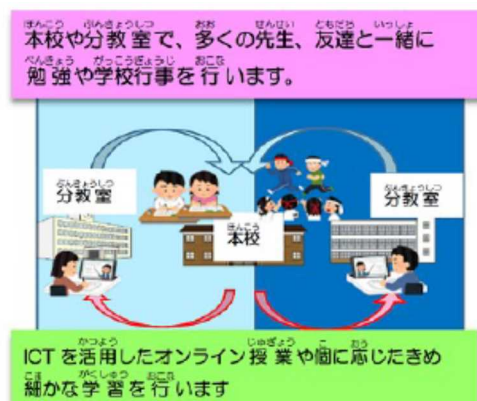 本校や分教室で、多くの先生、友達と一緒に
勉強や学校行事を行います。
分教室
分教室
本校
ICTを活用したオンライン授業や個に応じたきめ
細かな学習を行います